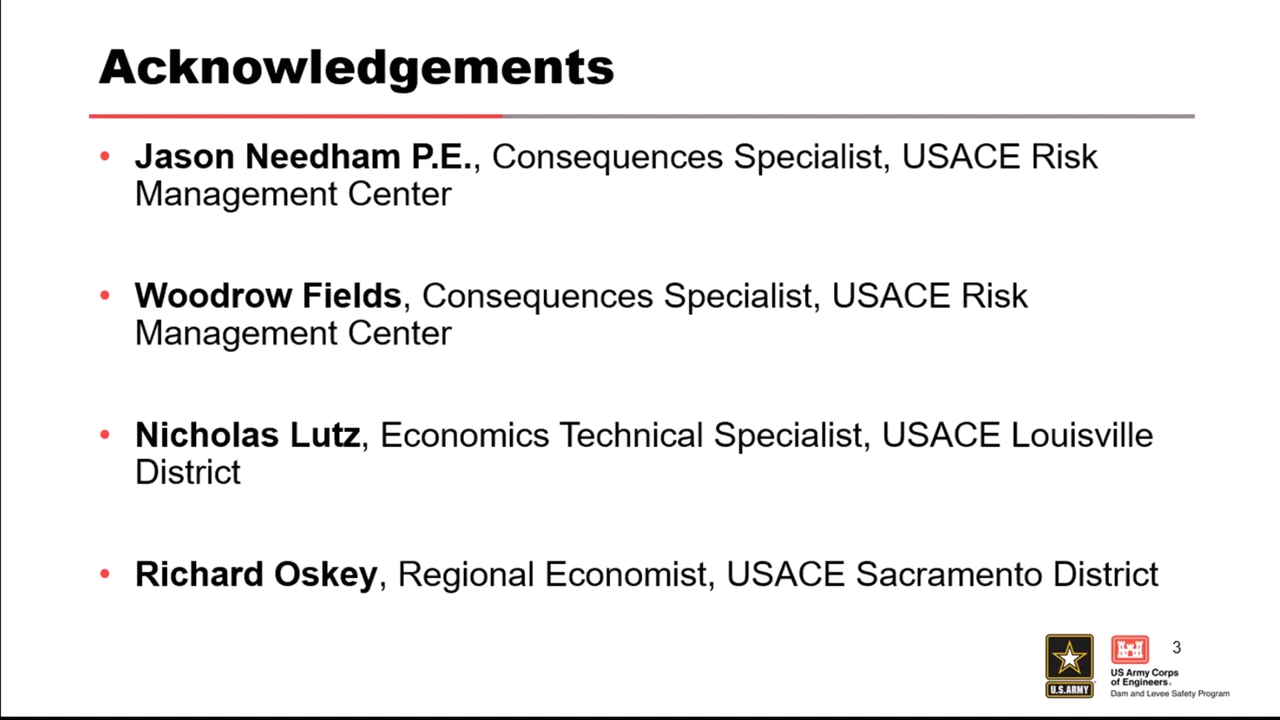 Acknowledgements
• Jason Needham P.E., Consequences Specialist, USACE Risk
Management Center
• Woodrow Fields, Consequences Specialist, USACE Risk
Management Center
• Nicholas Lutz, Economics Technical Specialist, USACE Louisville
District
• Richard Oskey, Regional Economist, USACE Sacramento District
U.S.ARMY
US Army Corps
of Engineers.
Dam and Levee Safety Program
3